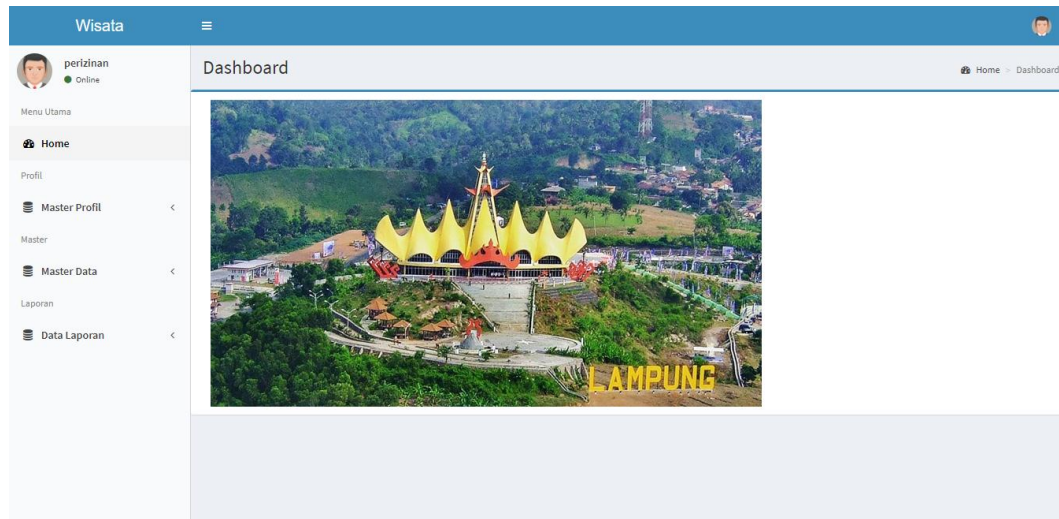 Wisata
perizinan
Online
Menu Utama
Home
Profil
Master Profil
Master
Master Data
Laporan
Data Laporan
Dashboard
Home > Dashboard
LAMPUNG